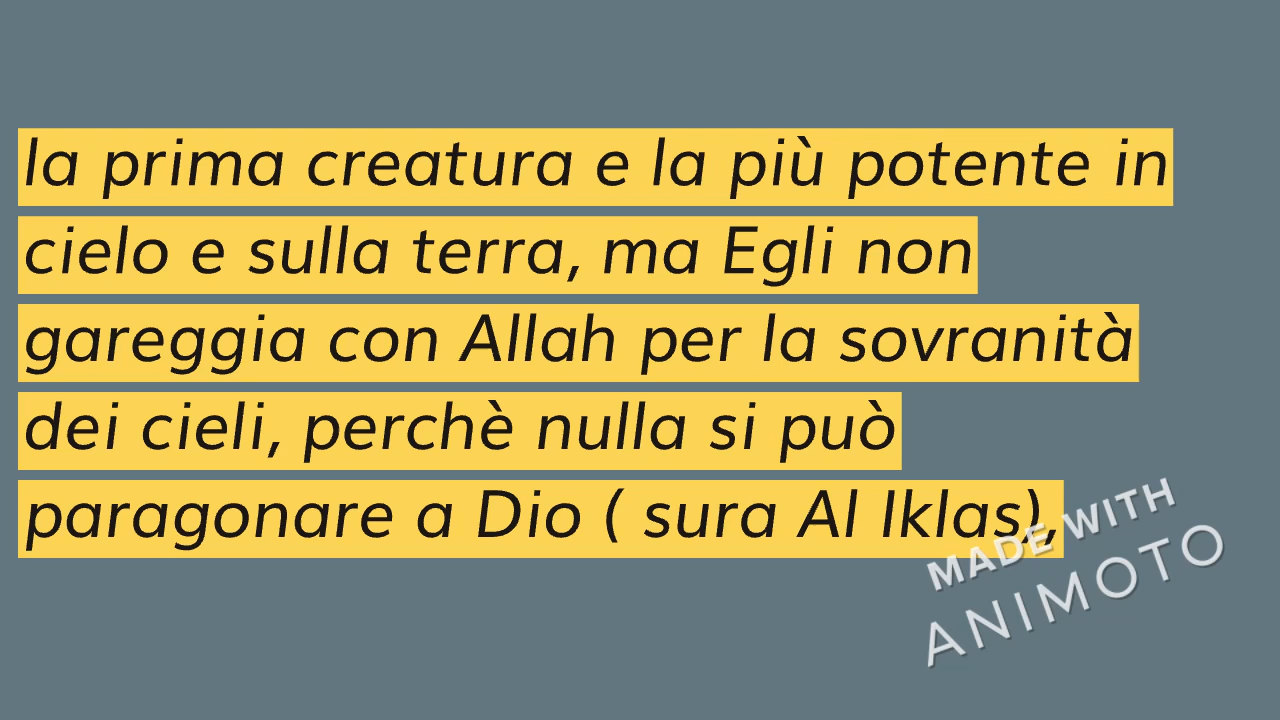 la prima creatura e la più potente in
cielo e sulla terra, ma Egli non
gareggia con Allah per la sovranità
dei cieli, perchè nulla si può
paragonare a Dio ( sura Al Iklas),
MADE WITH
ANIMOTO